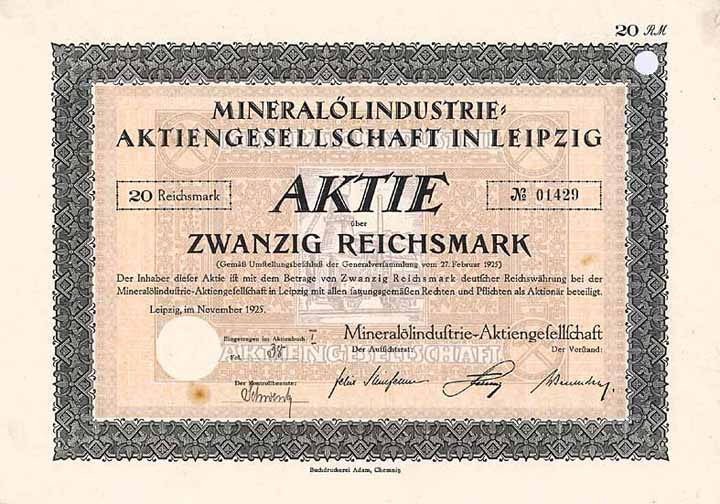 20 RM
MINERALÖLINDUSTRIE-
AKTIENGESELLSCHAFT IN LEIPZIG
20 Reichsmark
AKTIE
№ 01429
über
ZWANZIG REICHSMARK
(Gemäß Umstellungsbeschluß der Generalversammlung vom 27. Februar 1925)
Der Inhaber dieser Aktie ist mit dem Betrage von Zwanzig Reichsmark deutscher Reichswährung bei der
Mineralölindustrie-Aktiengesellschaft in Leipzig mit allen satzungsgemäßen Rechten und Pflichten als Aktionär beteiligt.
Leipzig, im November 1925.
Eingetragen im Aktienbuch I
Fol. 38
Mineralölindustrie-Aktiengesellschaft
Der Aufsichtsrat:
Der Vorstand:
AKTIENGESELLSCHAFT
Der Kontrollbeamte:
Buchdruckerei Adam, Chemnitz